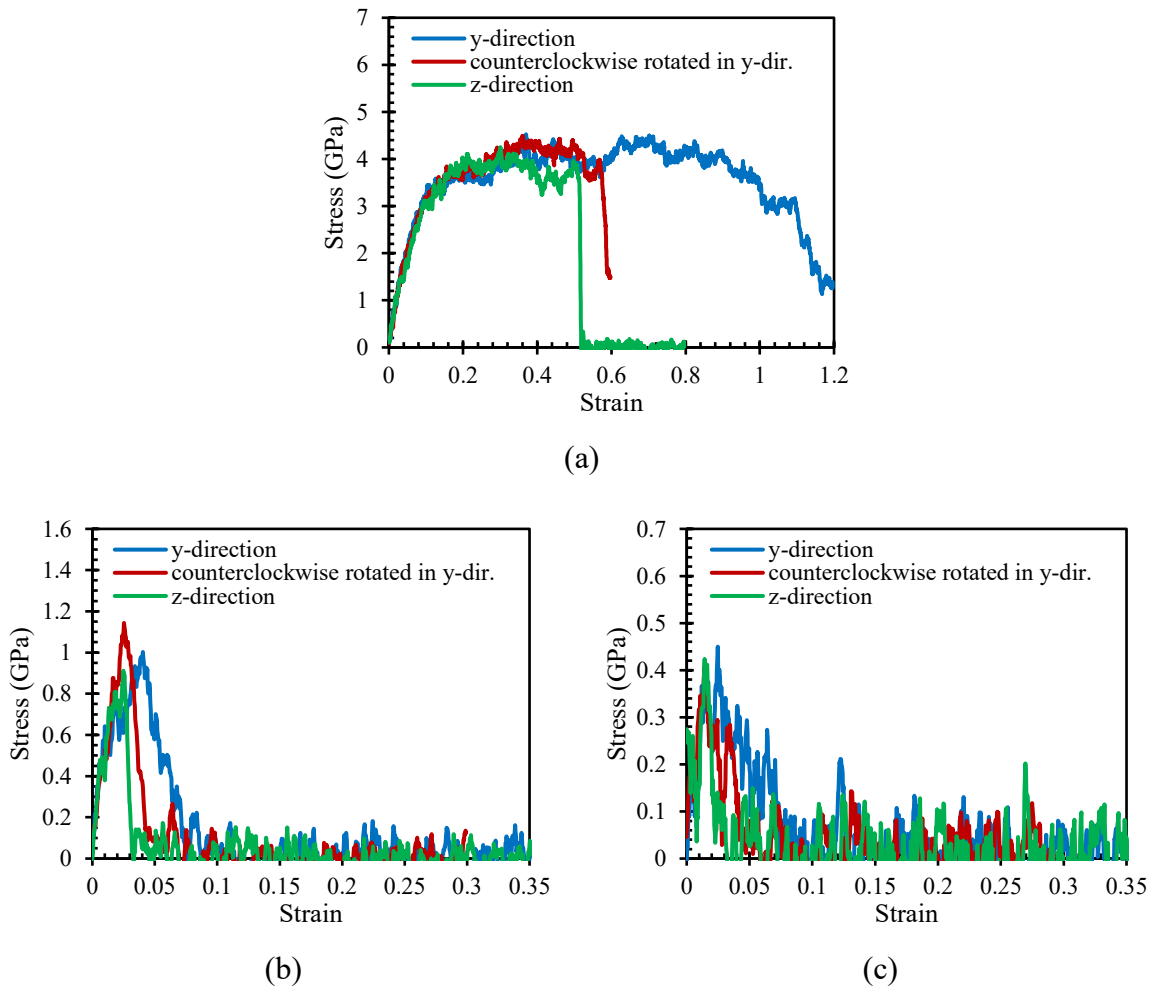 7
6
5
4
3
2
1
0
Stress (GPa)
y-direction
counterclockwise rotated in y-dir.
z-direction
0 0.2 0.4 0.6 0.8 1 1.2
Strain
(a)
1.6
1.4
1.2
1
0.8
0.6
0.4
0.2
0
Stress (GPa)
y-direction
counterclockwise rotated in y-dir.
z-direction
0 0.05 0.1 0.15 0.2 0.25 0.3 0.35
Strain
(b)
0.7
0.6
0.5
0.4
0.3
0.2
0.1
0
Stress (GPa)
y-direction
counterclockwise rotated in y-dir.
z-direction
0 0.05 0.1 0.15 0.2 0.25 0.3 0.35
Strain
(c)